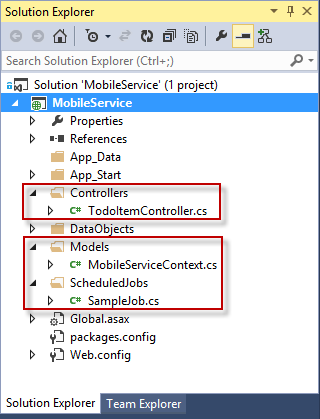 Solution Explorer
Search Solution Explorer (Ctrl+;)
Solution 'MobileService' (1 project)
MobileService
Properties
References
App_Data
App_Start
Controllers
C# TodoItemController.cs
DataObjects
Models
C# MobileServiceContext.cs
ScheduledJobs
C# SampleJob.cs
Global.asax
packages.config
Web.config
Solution Explorer Team Explorer